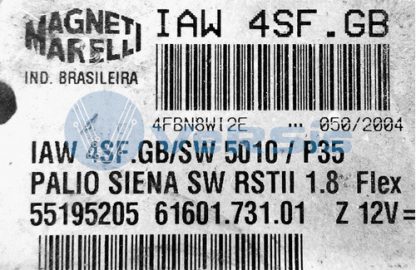 MAGNETI MARELLI
IAW 4SF.GB
IND. BRASILEIRA
4FBN8WI2E ... 050/2004
IAW 4SF.GB/SW 5010 / P35
PALIO SIENA SW RSTII 1.8 Flex
55195205 61601.731.01 Z 12V=